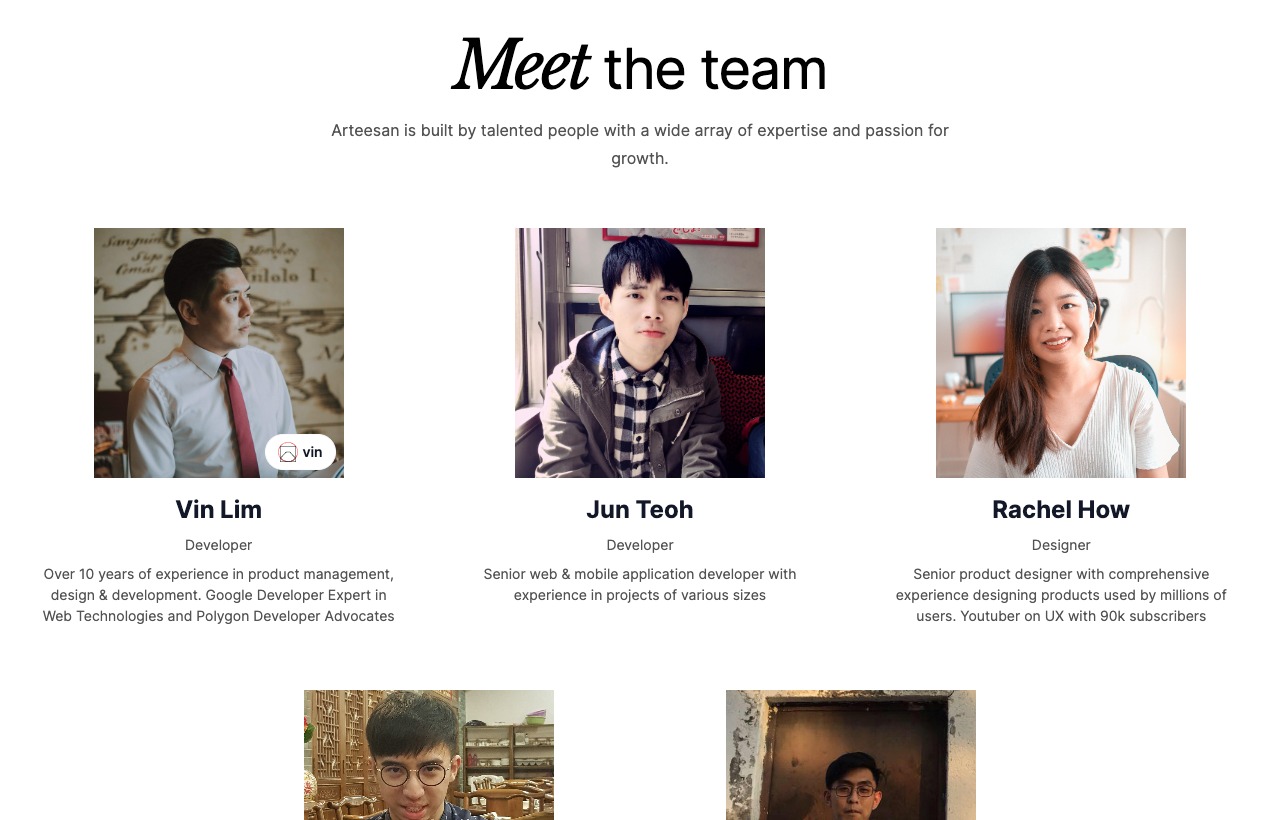 Meet the team
Arteesan is built by talented people with a wide array of expertise and passion for
growth.
vin
Vin Lim
Developer
Over 10 years of experience in product management,
design & development. Google Developer Expert in
Web Technologies and Polygon Developer Advocates
Jun Teoh
Developer
Senior web & mobile application developer with
experience in projects of various sizes
Rachel How
Designer
Senior product designer with comprehensive
experience designing products used by millions of
users. Youtuber on UX with 90k subscribers